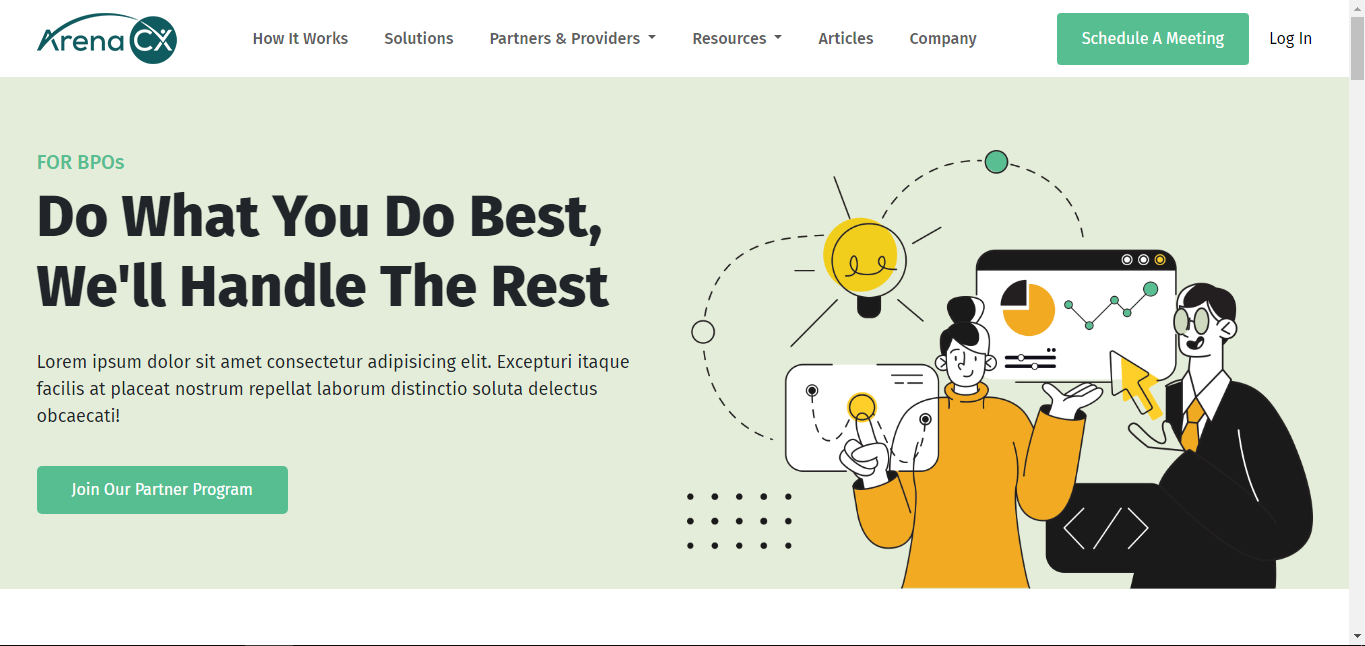 Arena CX
How It Works
Solutions
Partners & Providers
Resources
Articles
Company
Schedule A Meeting
Log In
FOR BPOs
Do What You Do Best,
We'll Handle The Rest
Lorem ipsum dolor sit amet consectetur adipisicing elit. Excepturi itaque
facilis at placeat nostrum repellat laborum distinctio soluta delectus
obcaecati!
Join Our Partner Program